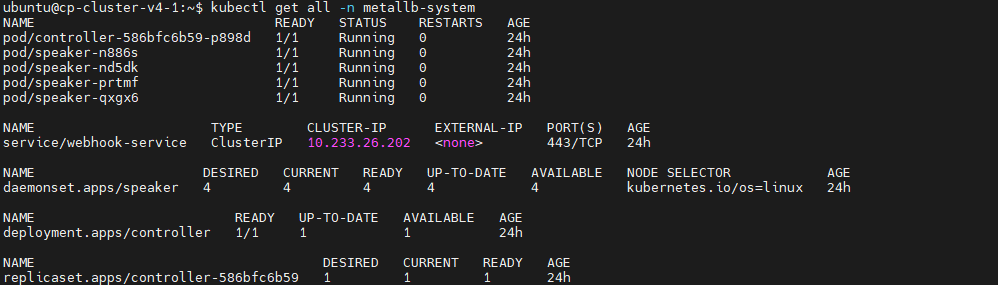 ubuntu@cp-cluster-v4-1:~$ kubectl get all -n metallb-system
NAME READY STATUS RESTARTS AGE
pod/controller-586bfc6b59-p898d 1/1 Running 0 24h
pod/speaker-n886s 1/1 Running 0 24h
pod/speaker-nd5dk 1/1 Running 0 24h
pod/speaker-prtmf 1/1 Running 0 24h
pod/speaker-qxgx6 1/1 Running 0 24h
NAME TYPE CLUSTER-IP EXTERNAL-IP PORT(S) AGE
service/webhook-service ClusterIP 10.233.26.202 <none> 443/TCP 24h
NAME DESIRED CURRENT READY UP-TO-DATE AVAILABLE NODE SELECTOR AGE
daemonset.apps/speaker 4 4 4 4 4 kubernetes.io/os=linux 24h
NAME READY UP-TO-DATE AVAILABLE AGE
deployment.apps/controller 1/1 1 1 24h
NAME DESIRED CURRENT READY AGE
replicaset.apps/controller-586bfc6b59 1 1 1 24h